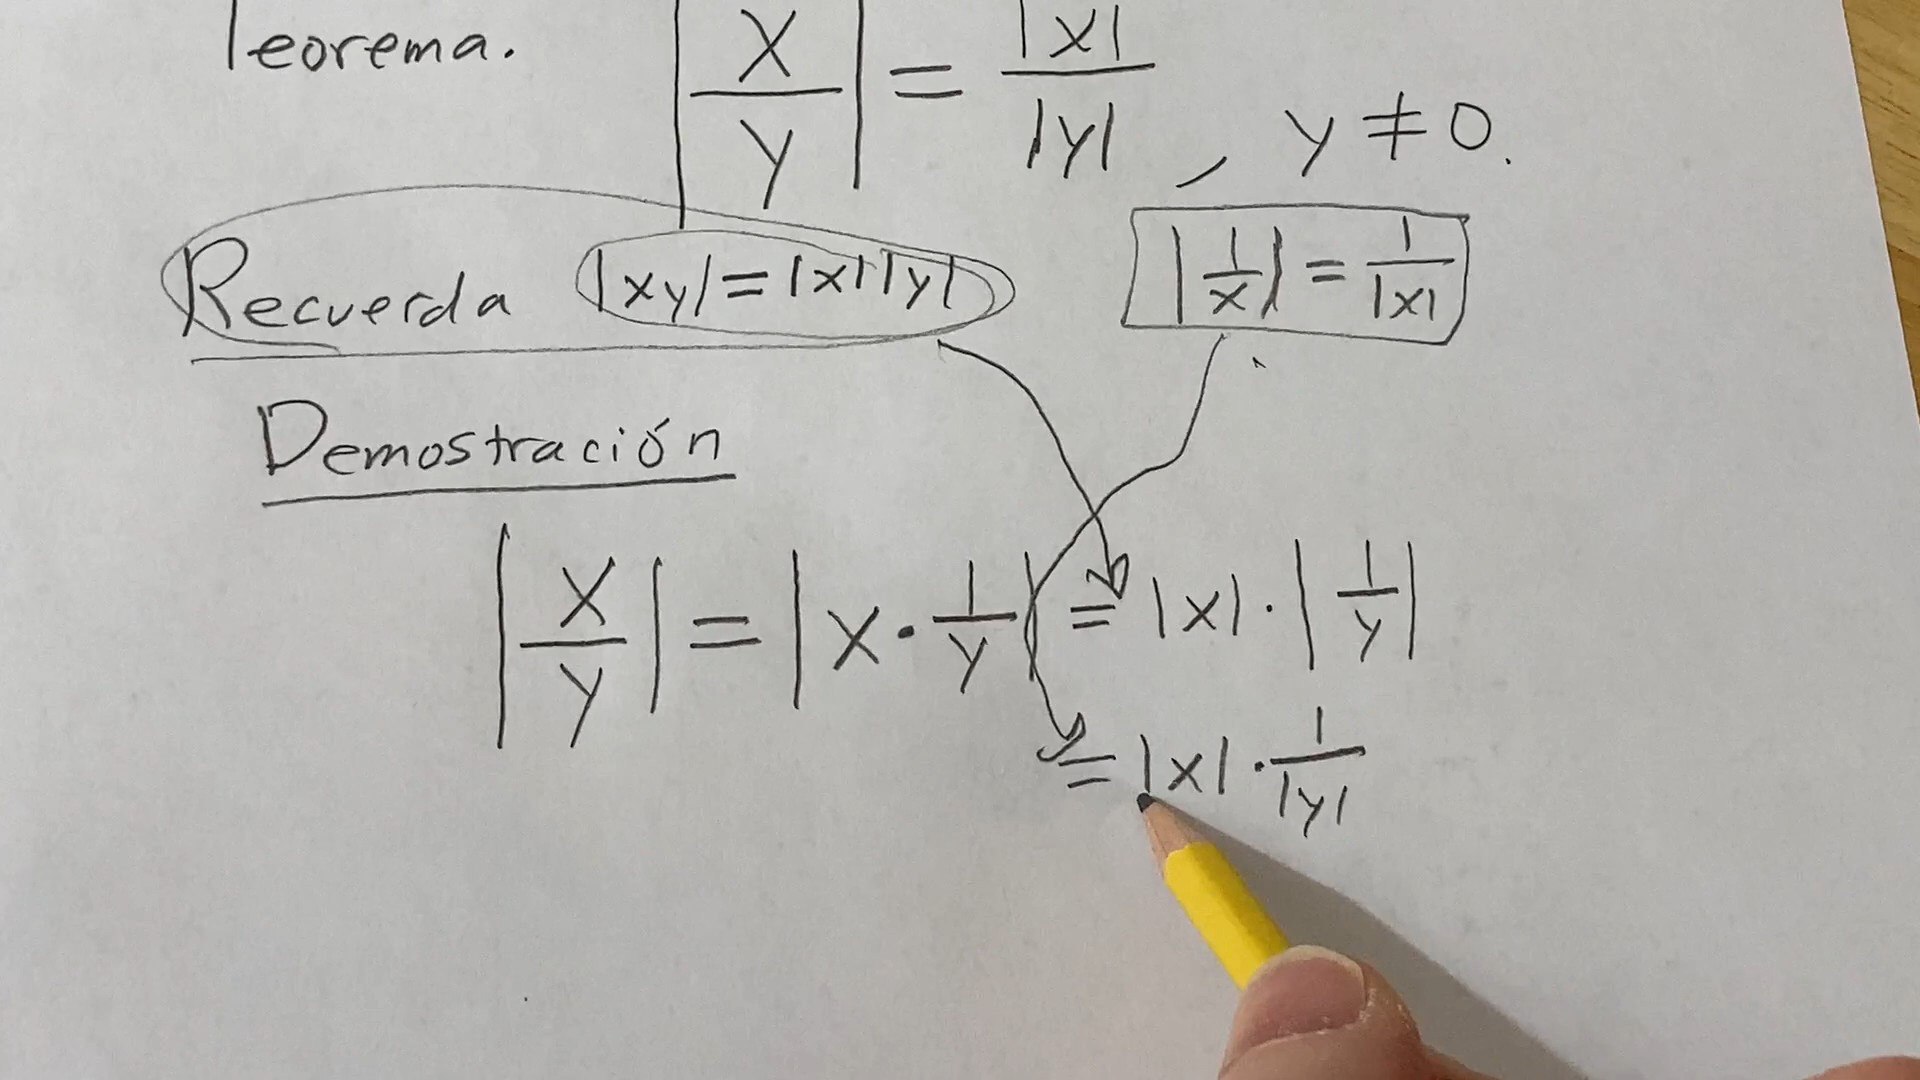 Teorema. |x/y| = |x|/|y| , y ≠ 0.
Recuerda |xy| = |x||y| |1/x| = 1/|x|
Demostración
|x/y| = |x · 1/y| = |x| · |1/y|
= |x| · 1/|y|